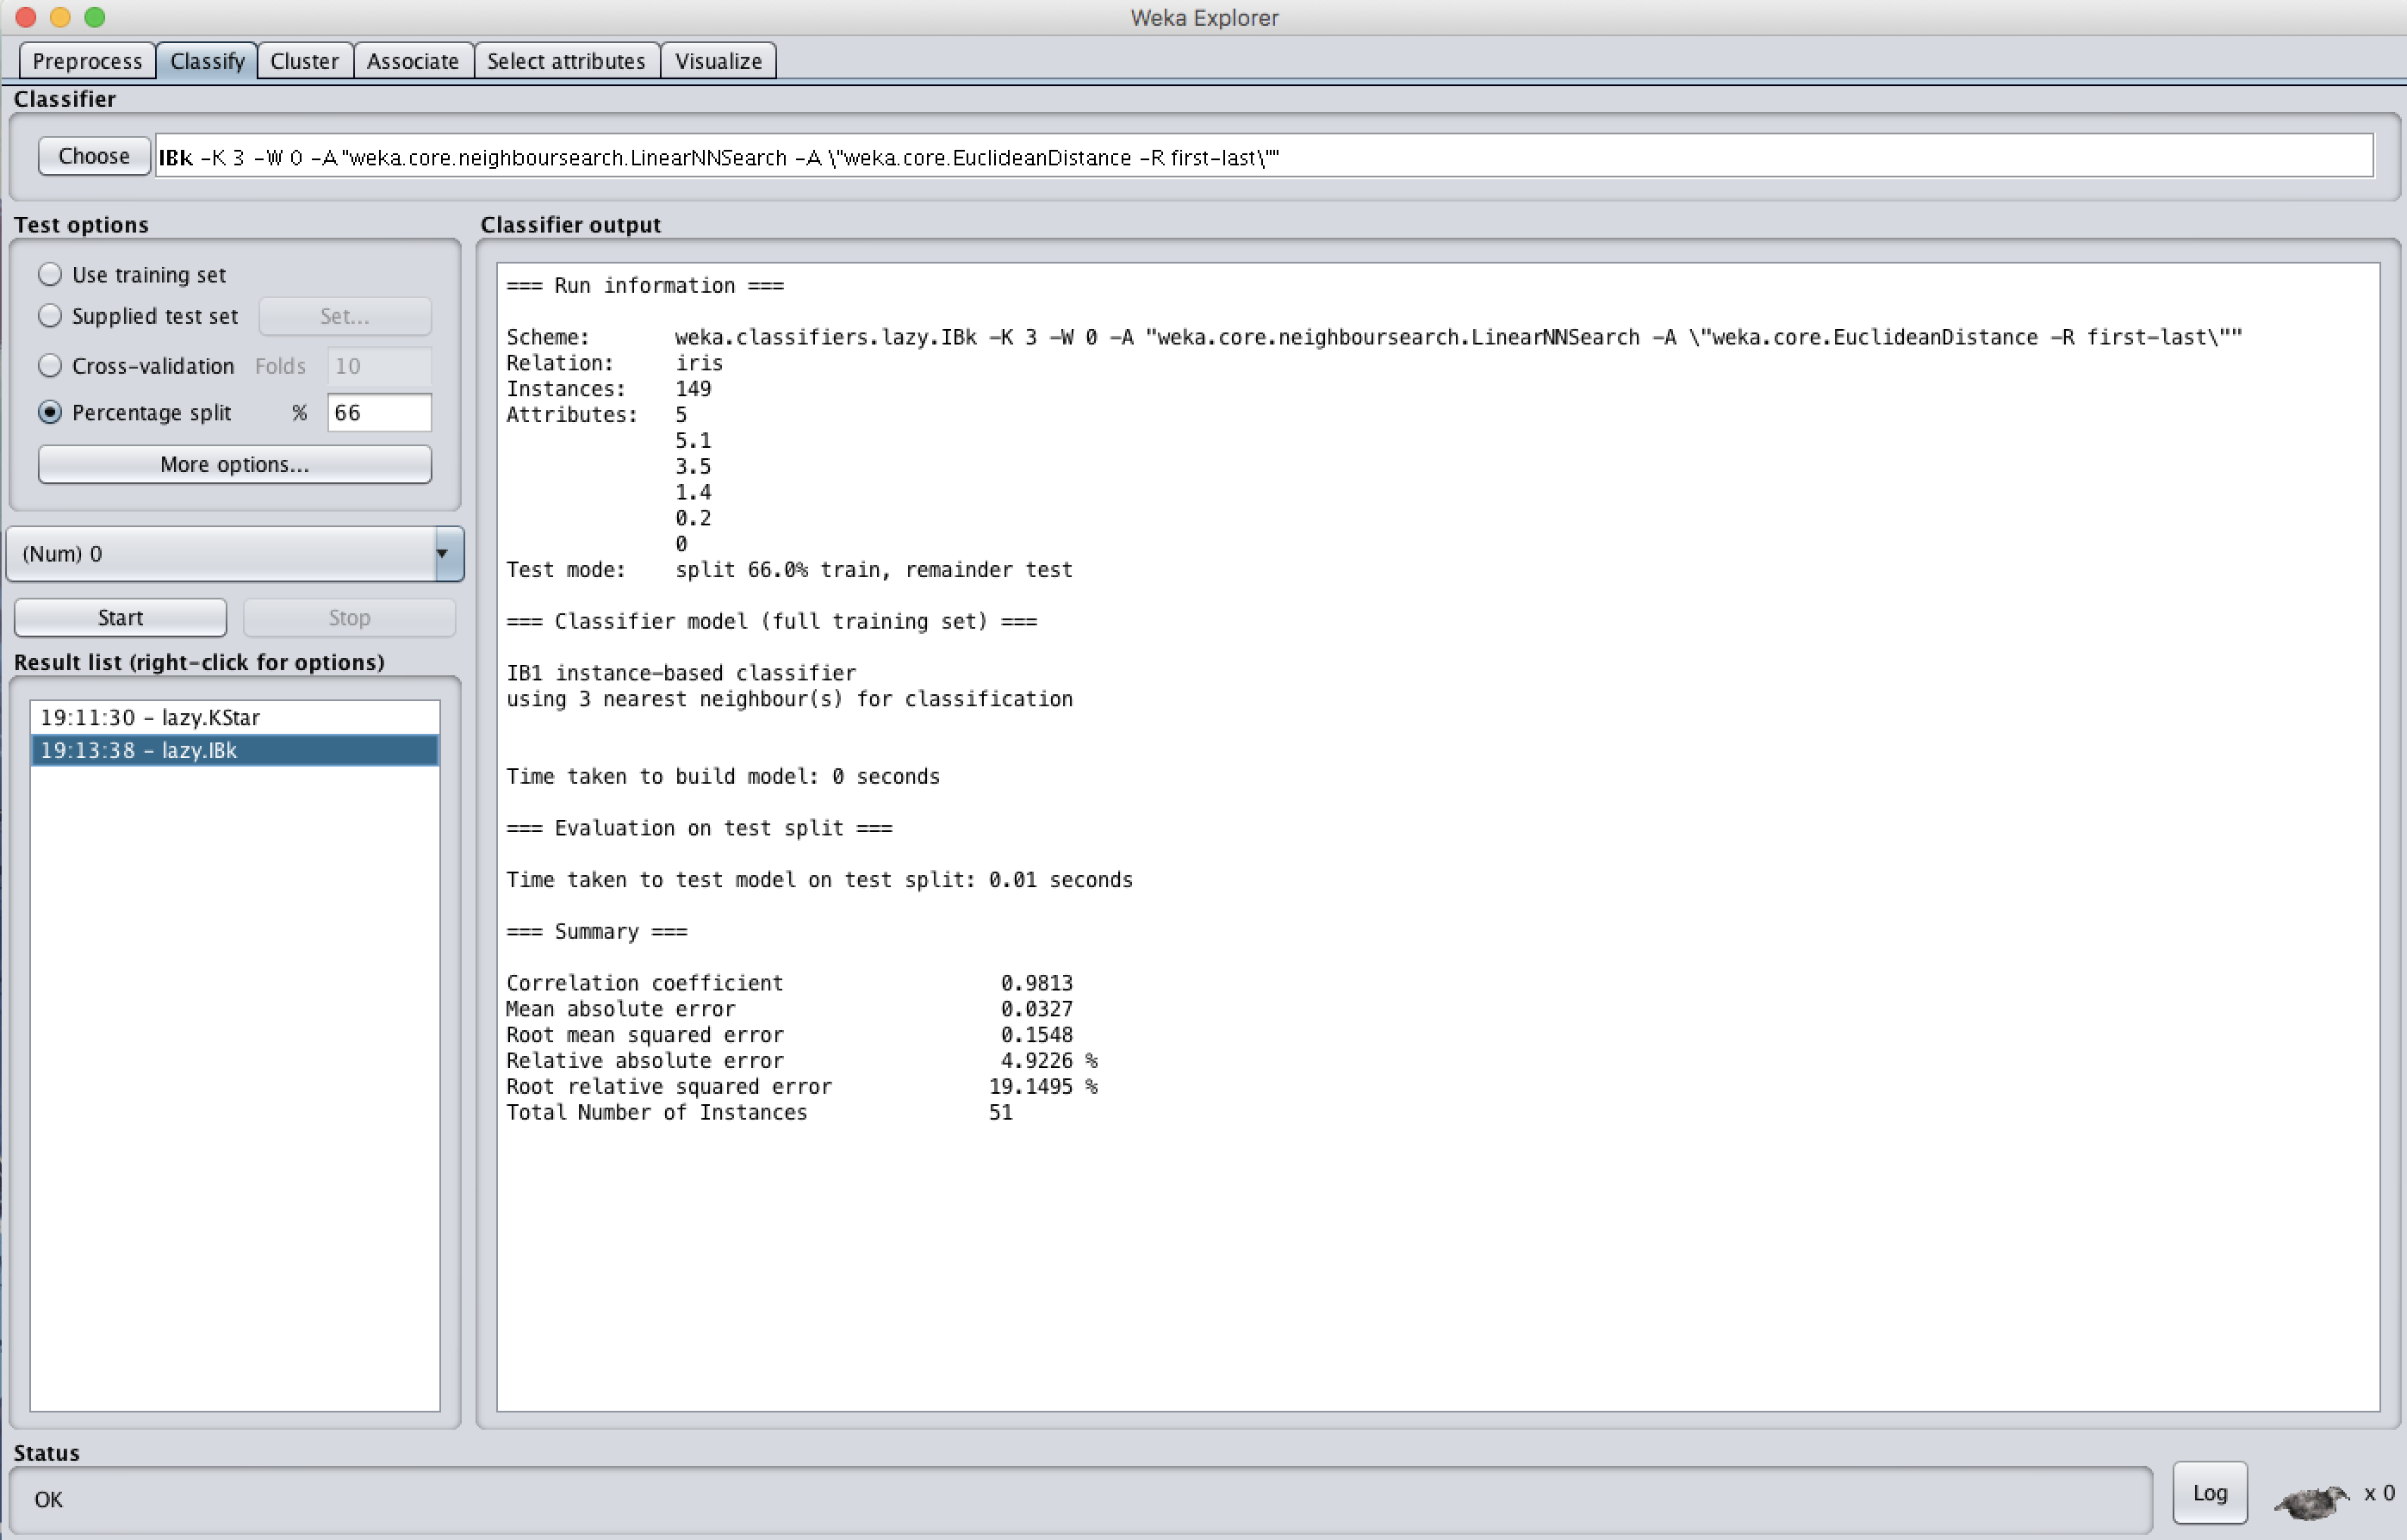 Weka Explorer
Preprocess Classify Cluster Associate Select attributes Visualize
Classifier
Choose IBk -K 3 -W 0 -A "weka.core.neighboursearch.LinearNNSearch -A \"weka.core.EuclideanDistance -R first-last\""
Test options
Use training set
Supplied test set Set...
Cross-validation Folds 10
Percentage split % 66
More options...
(Num) 0
Start Stop
Result list (right-click for options)
19:11:30 - lazy.KStar
19:13:38 - lazy.IBk
Classifier output
=== Run information ===
Scheme: weka.classifiers.lazy.IBk -K 3 -W 0 -A "weka.core.neighboursearch.LinearNNSearch -A \"weka.core.EuclideanDistance -R first-last\""
Relation: iris
Instances: 149
Attributes: 5
5.1
3.5
1.4
0.2
0
Test mode: split 66.0% train, remainder test
=== Classifier model (full training set) ===
IB1 instance-based classifier
using 3 nearest neighbour(s) for classification
Time taken to build model: 0 seconds
=== Evaluation on test split ===
Time taken to test model on test split: 0.01 seconds
=== Summary ===
Correlation coefficient 0.9813
Mean absolute error 0.0327
Root mean squared error 0.1548
Relative absolute error 4.9226 %
Root relative squared error 19.1495 %
Total Number of Instances 51
Status
OK
Log x 0